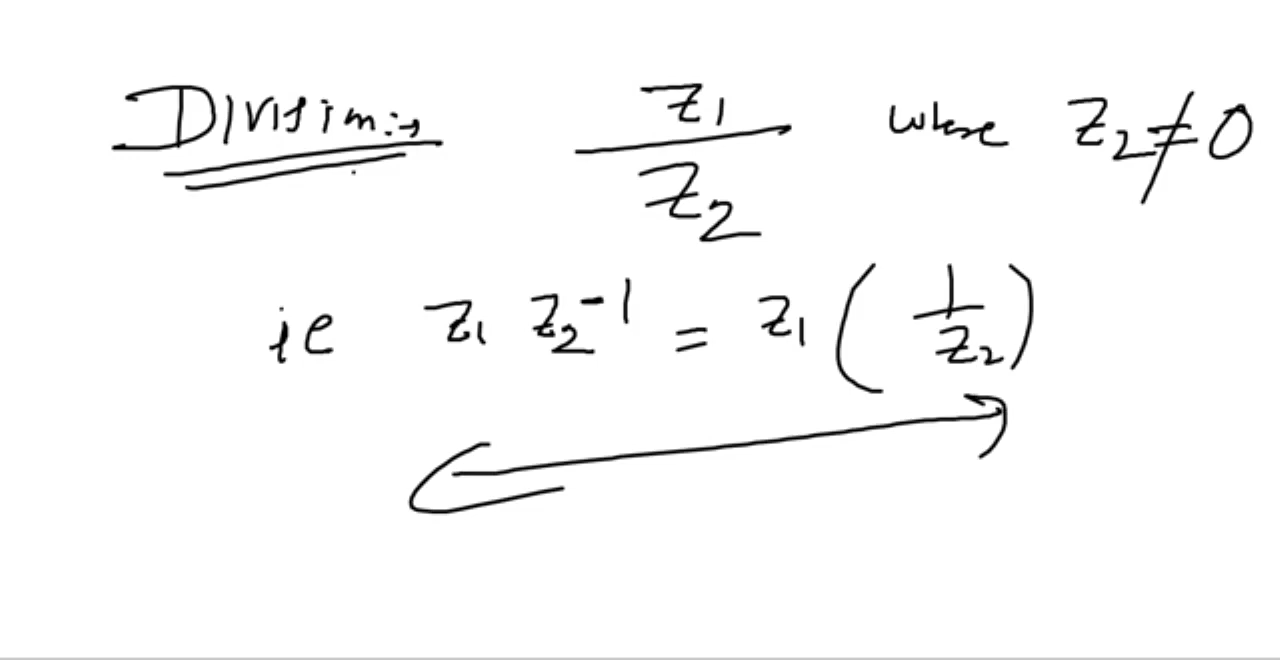 Division:→ z₁/z₂ where z₂≠0
ie z₁ z₂⁻¹ = z₁ (1/z₂)